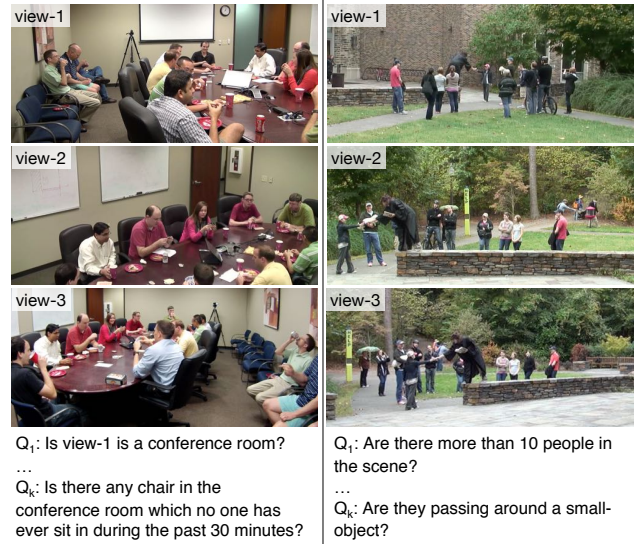 view-1
view-2
view-3
Q1: Is view-1 is a conference room?
...
Qk: Is there any chair in the
conference room which no one has
ever sit in during the past 30 minutes?
view-1
view-2
view-3
Q1: Are there more than 10 people in
the scene?
...
Qk: Are they passing around a small-
object?